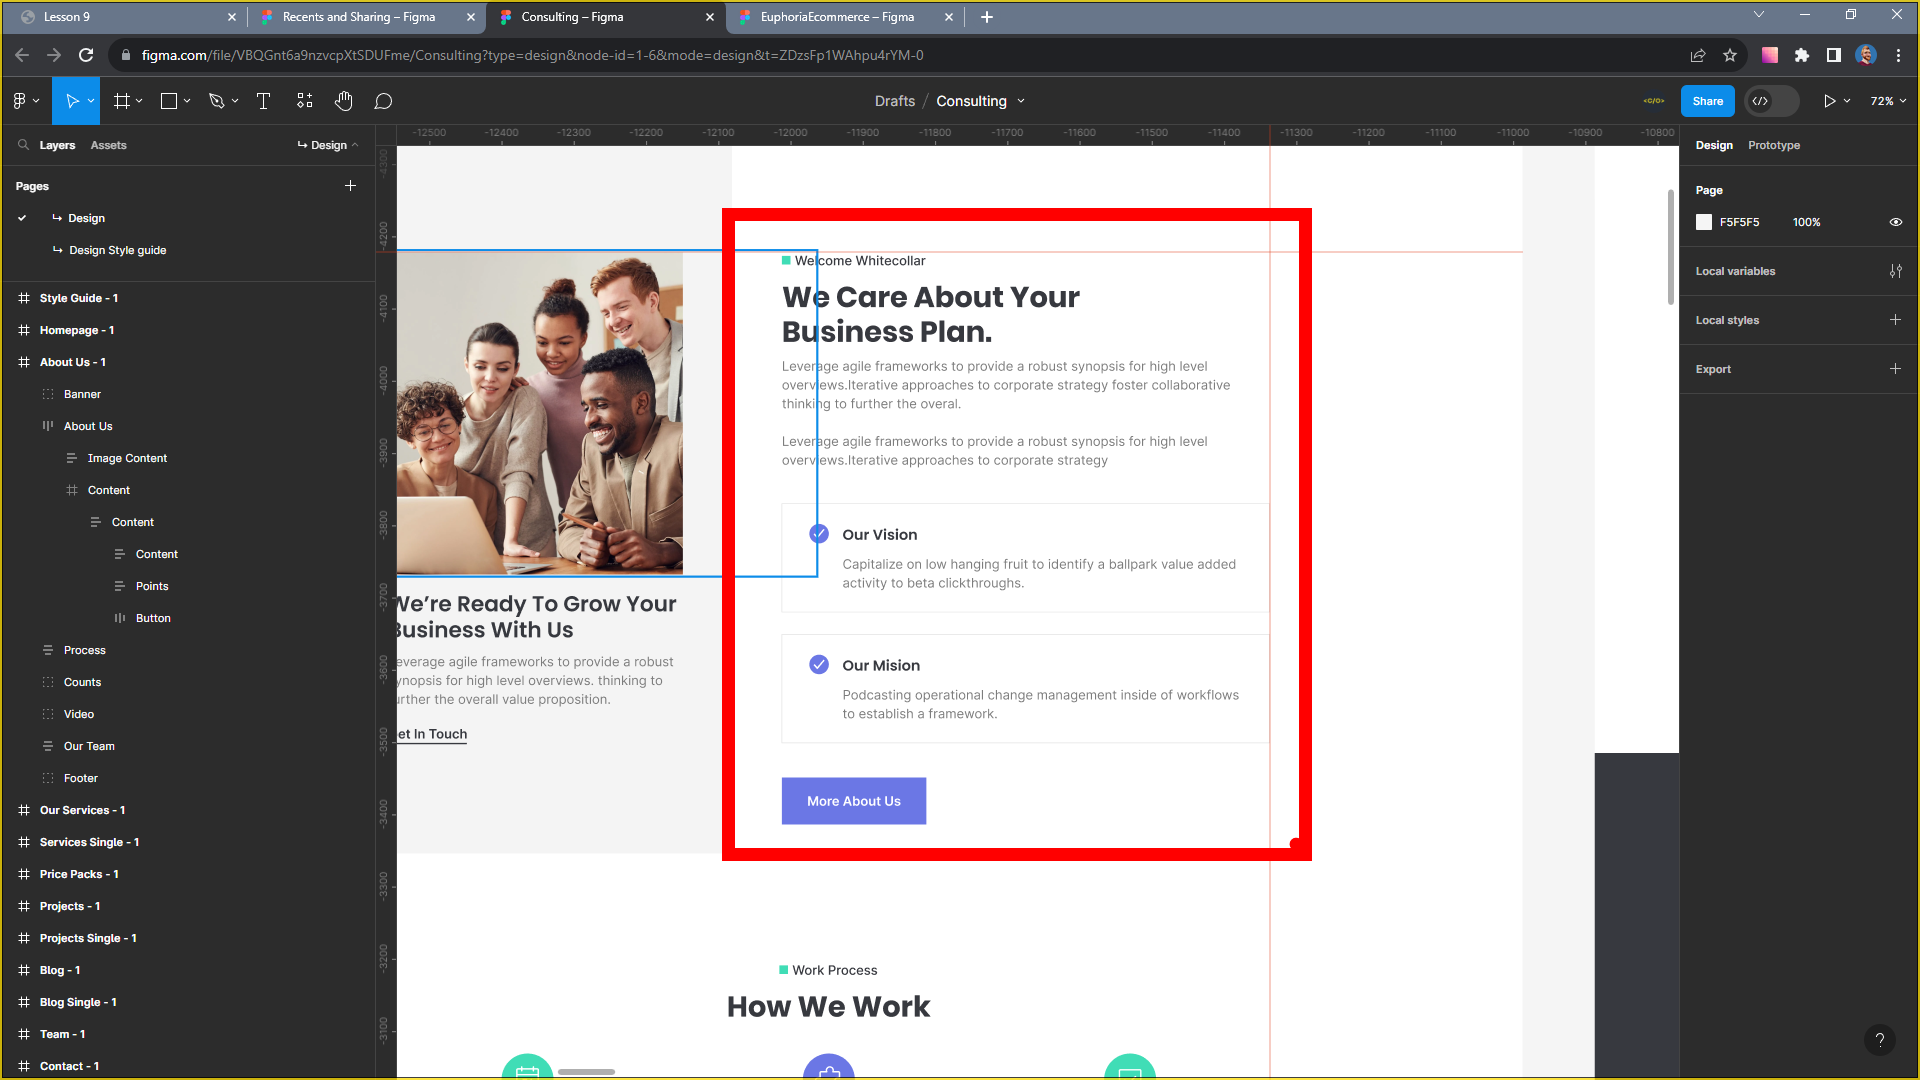 Lesson 9
Recents and Sharing – Figma
Consulting – Figma
EuphoriaEcommerce – Figma
figma.com/file/VBQGnt6a9nzvcpXtSDUFme/Consulting?type=design&node-id=1-6&mode=design&t=ZDzsFp1WAhpu4rYM-0
Drafts / Consulting
Share
72%
Layers
Assets
Design
Pages
Design
Design Style guide
Style Guide - 1
Homepage - 1
About Us - 1
Banner
About Us
Image Content
Content
Content
Content
Points
Button
Process
Counts
Video
Our Team
Footer
Our Services - 1
Services Single - 1
Price Packs - 1
Projects - 1
Projects Single - 1
Blog - 1
Blog Single - 1
Team - 1
Contact - 1
-12500 -12400 -12300 -12200 -12100 -12000 -11900 -11800 -11700 -11600 -11500 -11400 -11300 -11200 -11100 -11000 -10900 -10800
-4300
-4200
-4100
-4000
-3900
-3800
-3700
-3600
-3500
-3400
-3300
-3200
-3100
We're Ready To Grow Your
Business With Us
everage agile frameworks to provide a robust
ynopsis for high level overviews. thinking to
urther the overall value proposition.
et In Touch
Welcome Whitecollar
We Care About Your
Business Plan.
Leverage agile frameworks to provide a robust synopsis for high level
overviews.Iterative approaches to corporate strategy foster collaborative
thinking to further the overal.
Leverage agile frameworks to provide a robust synopsis for high level
overviews.Iterative approaches to corporate strategy
Our Vision
Capitalize on low hanging fruit to identify a ballpark value added
activity to beta clickthroughs.
Our Mision
Podcasting operational change management inside of workflows
to establish a framework.
More About Us
Work Process
How We Work
Design
Prototype
Page
F5F5F5
100%
Local variables
Local styles
Export
?